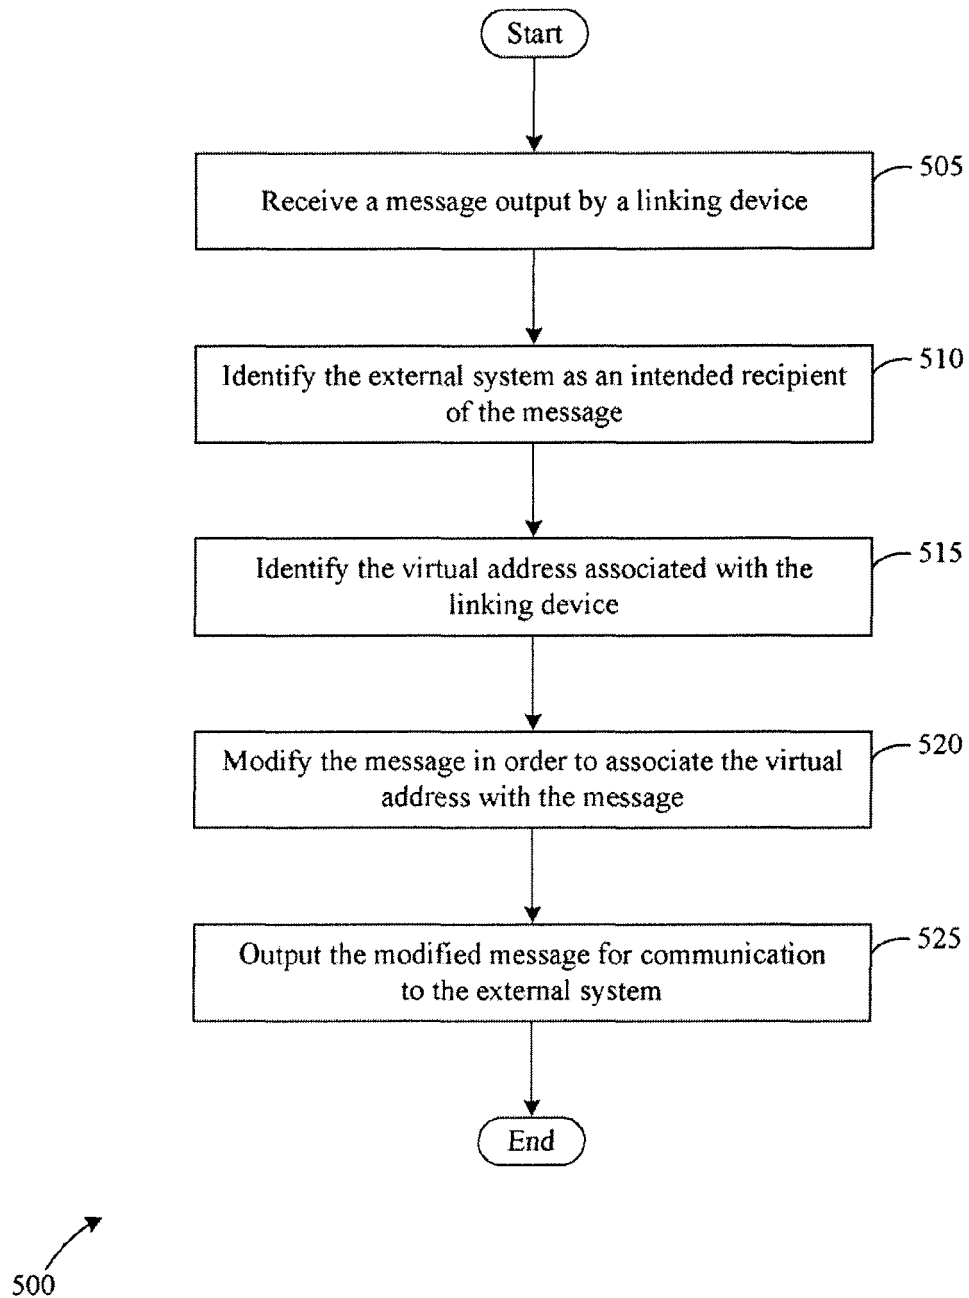 Start
505
Receive a message output by a linking device
510
Identify the external system as an intended recipient
of the message
515
Identify the virtual address associated with the
linking device
520
Modify the message in order to associate the virtual
address with the message
525
Output the modified message for communication
to the external system
End
500